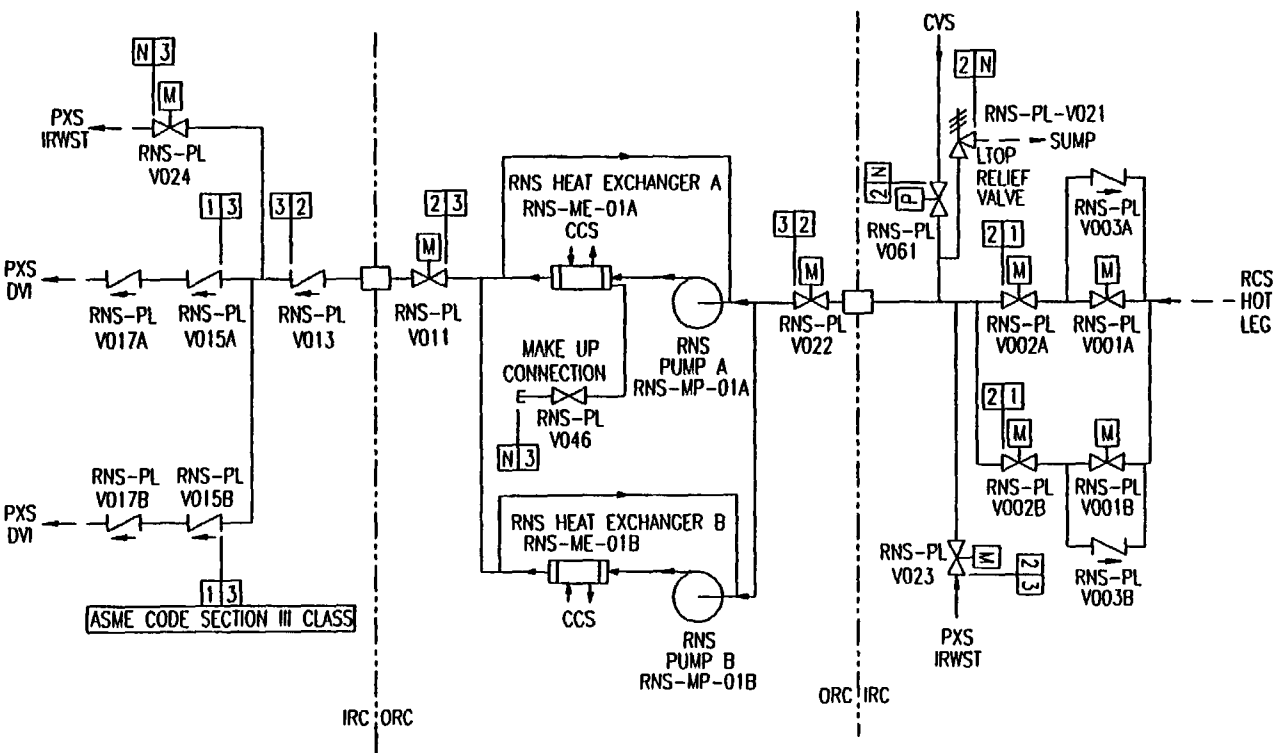 N 3
M
PXS
IRWST
RNS-PL
V024
1 3
3 2
PXS
DVI
RNS-PL
V017A
RNS-PL
V015A
RNS-PL
V013
2 3
M
RNS-PL
V011
RNS HEAT EXCHANGER A
RNS-ME-01A
CCS
RNS
PUMP A
RNS-MP-01A
MAKE UP
CONNECTION
RNS-PL
V046
N 3
3 2
M
RNS-PL
V022
CVS
2 N
RNS-PL-V021
SUMP
LTOP
RELIEF
VALVE
2 N
P
RNS-PL
V061
RNS-PL
V003A
2 1
M
RNS-PL
V002A
M
RNS-PL
V001A
RCS
HOT
LEG
2 1
M
RNS-PL
V002B
M
RNS-PL
V001B
RNS-PL
V003B
RNS-PL
V023
M
2 3
PXS
IRWST
RNS-PL
V017B
RNS-PL
V015B
PXS
DVI
1 3
ASME CODE SECTION III CLASS
RNS HEAT EXCHANGER B
RNS-ME-01B
CCS
RNS
PUMP B
RNS-MP-01B
IRC ORC
ORC IRC